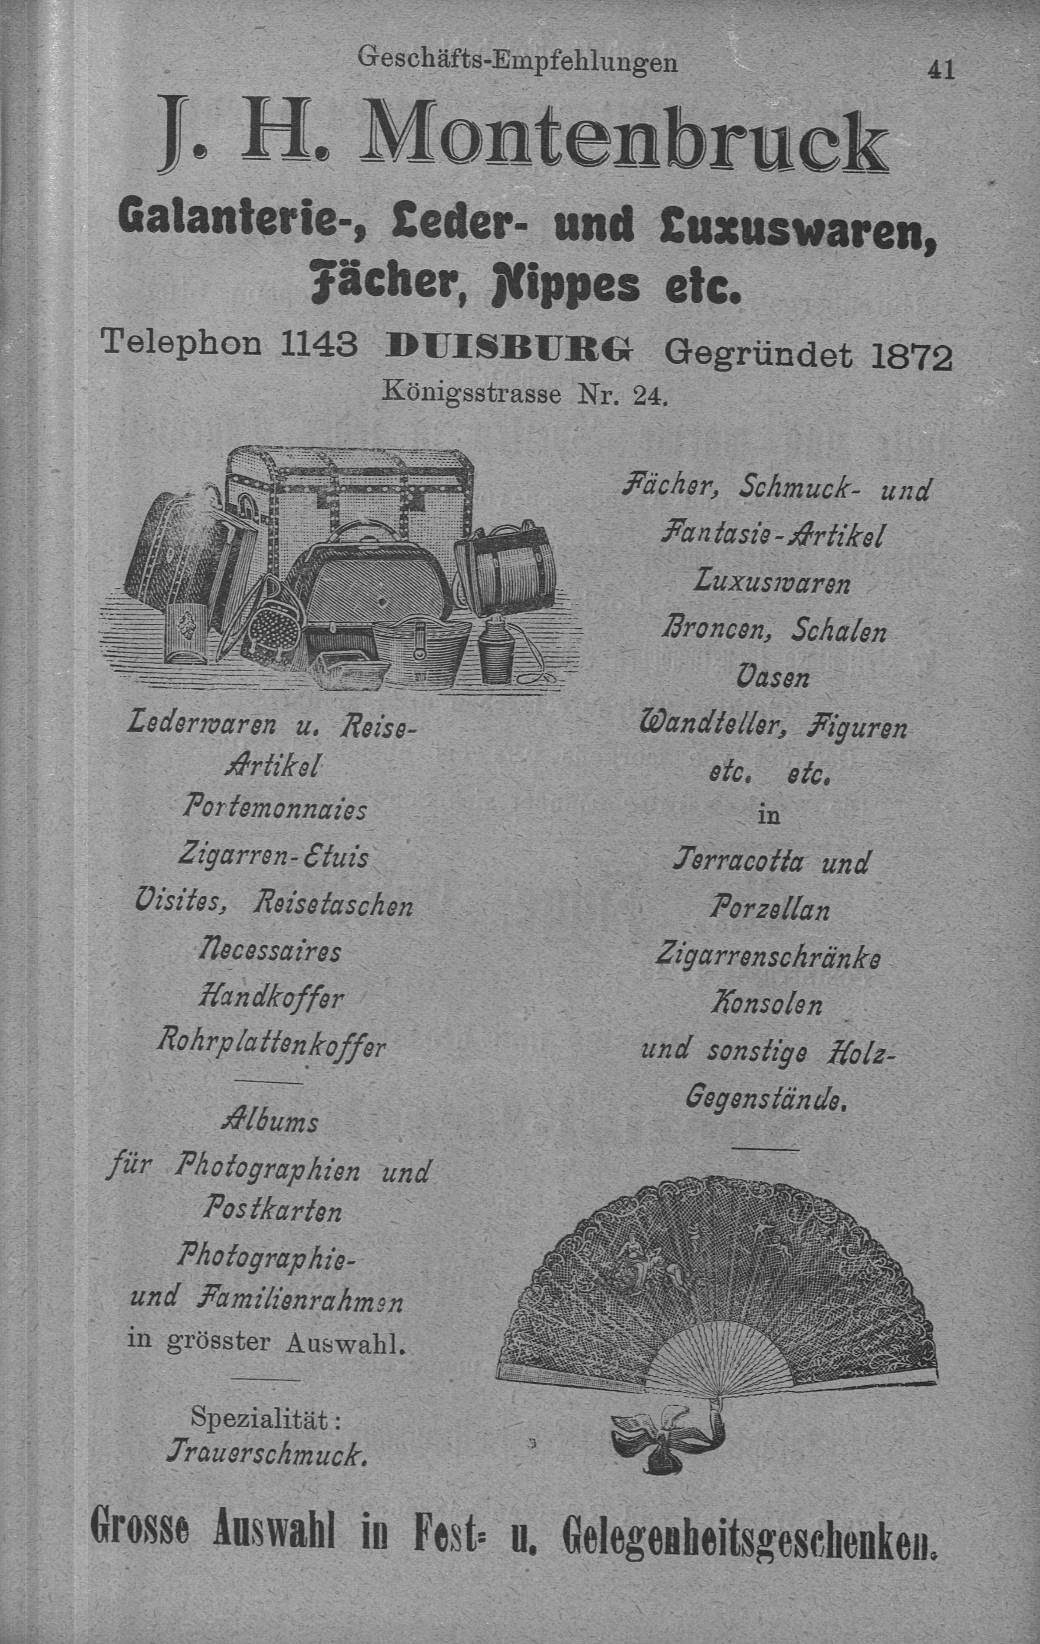 Geschäfts-Empfehlungen 41
J. H. Montenbruck
Galanterie-, Leder- und Luxuswaren,
Fächer, Nippes etc.
Telephon 1143 DUISBURG Gegründet 1872
Königsstrasse Nr. 24.
Lederwaren u. Reise-
Artikel
Portemonnaies
Zigarren-Etuis
Visites, Reisetaschen
Necessaires
Handkoffer
Rohrplattenkoffer
Albums
für Photographien und
Postkarten
Photographie-
und Familienrahmen
in grösster Auswahl.
Spezialität:
Trauerschmuck.
Fächer, Schmuck- und
Fantasie-Artikel
Luxuswaren
Broncen, Schalen
Vasen
Wandteller, Figuren
etc. etc.
in
Terracotta und
Porzellan
Zigarrenschränke
Konsolen
und sonstige Holz-
Gegenstände.
Grosse Auswahl in Fest- u. Gelegenheitsgeschenken.